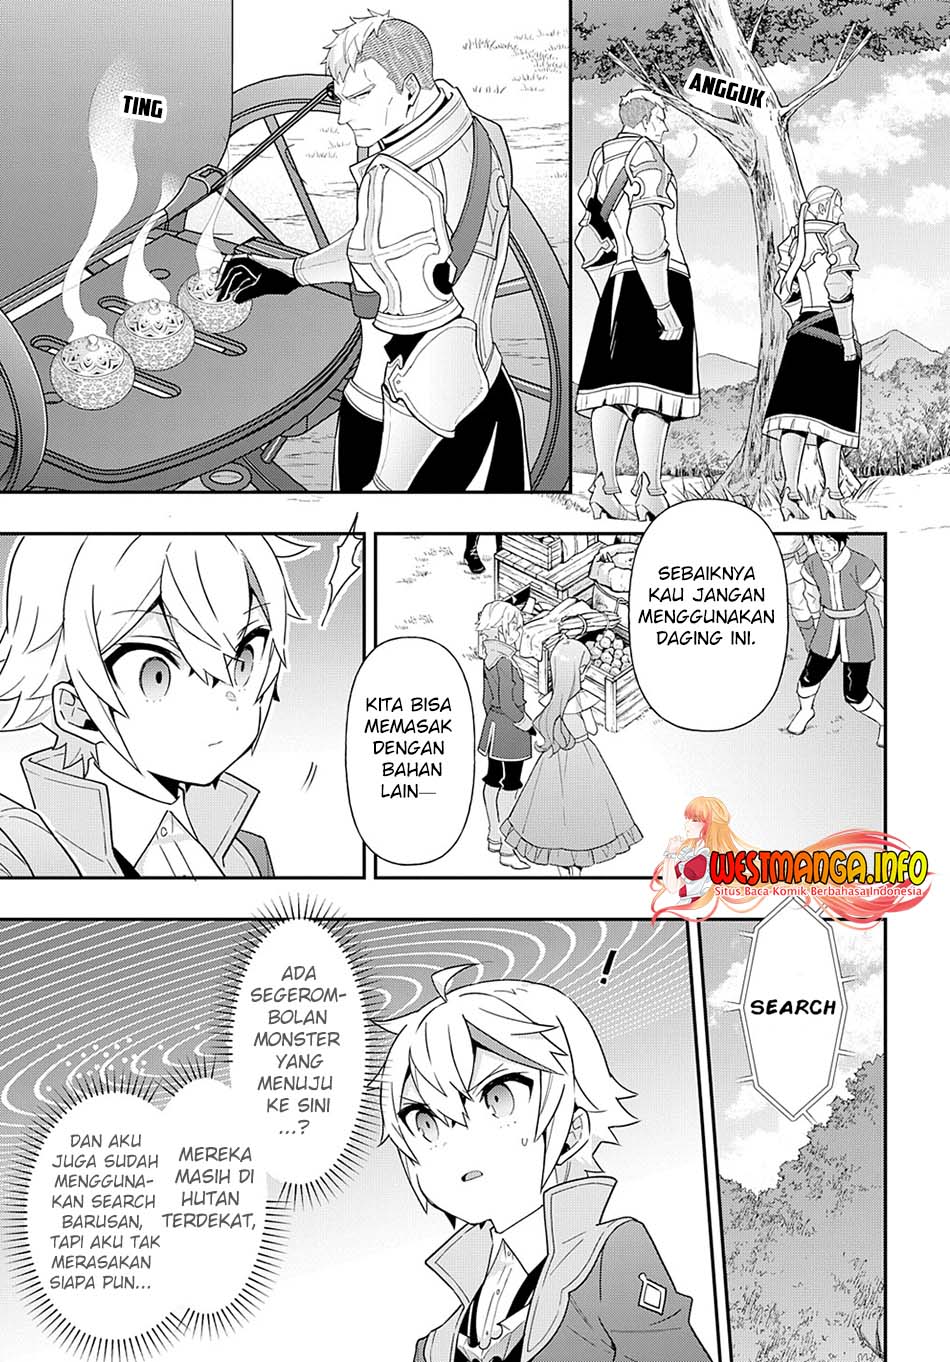 ANGGUK
TING
SEBAIKNYA
KAU JANGAN
MENGGUNAKAN
DAGING INI.
KITA BISA
MEMASAK
DENGAN
BAHAN
LAIN—
WESTMANGA.INFO
SITUS BACA KOMIK BERBAHASA INDONESIA
SEARCH
!
ADA
SEGEROM-
BOLAN
MONSTER
YANG
MENUJU
KE SINI
...?
MEREKA
MASIH DI
HUTAN
TERDEKAT,
DAN AKU
JUGA SUDAH
MENGGUNA-
KAN SEARCH
BARUSAN,
TAPI AKU TAK
MERASAKAN
SIAPA PUN...